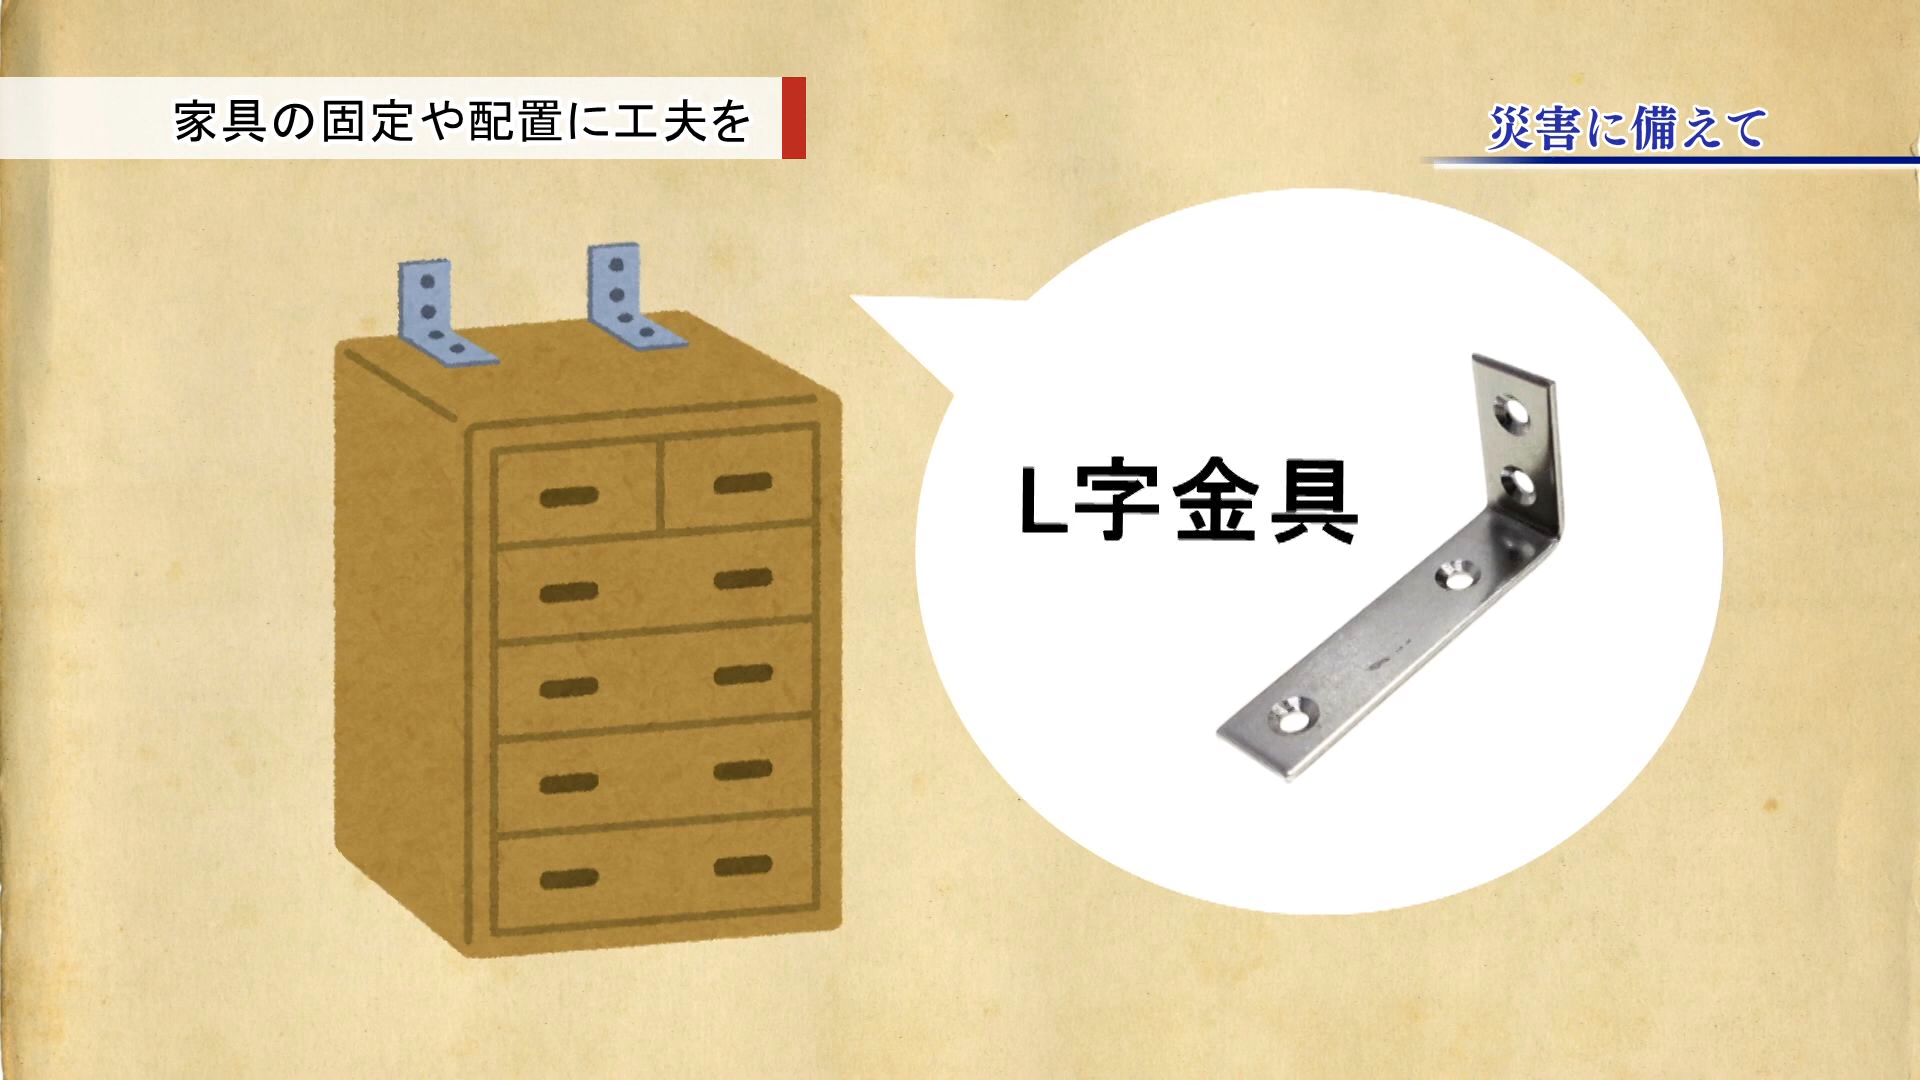 家具の固定や配置に工夫を
災害に備えて
L字金具